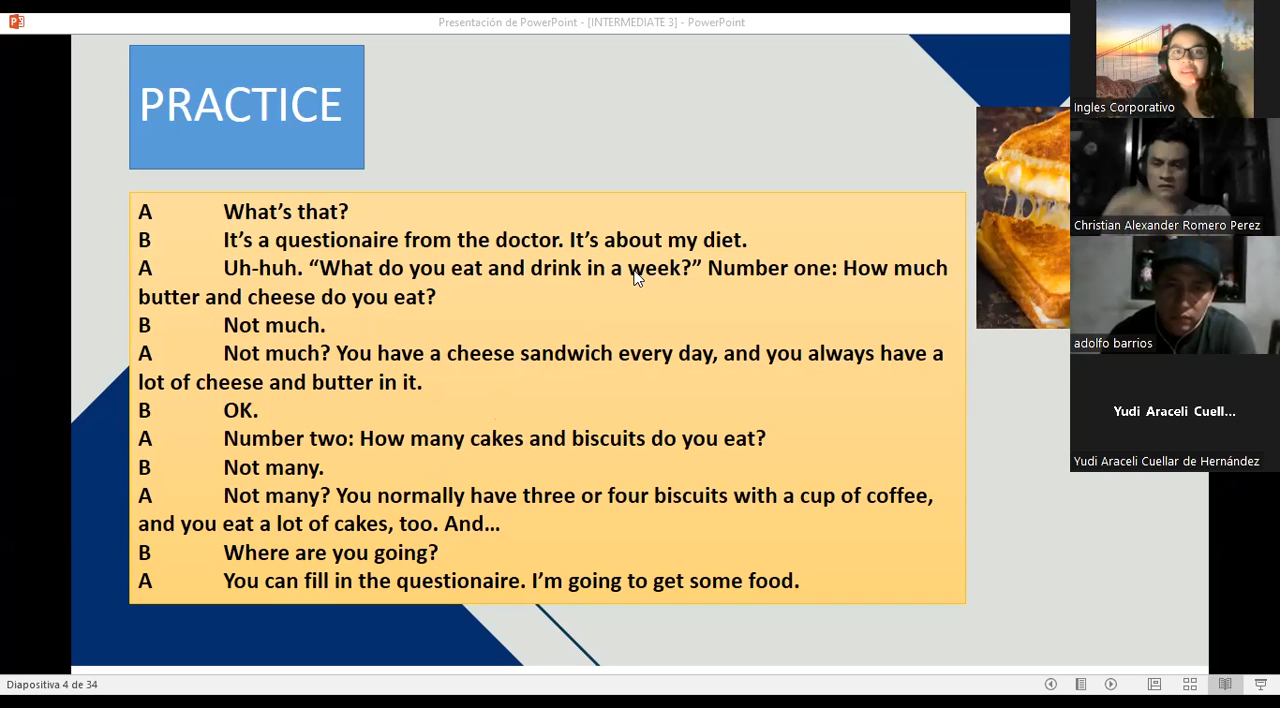 Presentación de PowerPoint - [INTERMEDIATE 3] - PowerPoint
PRACTICE
A What's that?
B It's a questionaire from the doctor. It's about my diet.
A Uh-huh. “What do you eat and drink in a week?” Number one: How much
butter and cheese do you eat?
B Not much.
A Not much? You have a cheese sandwich every day, and you always have a
lot of cheese and butter in it.
B OK.
A Number two: How many cakes and biscuits do you eat?
B Not many.
A Not many? You normally have three or four biscuits with a cup of coffee,
and you eat a lot of cakes, too. And…
B Where are you going?
A You can fill in the questionaire. I'm going to get some food.
Ingles Corporativo
Christian Alexander Romero Perez
adolfo barrios
Yudi Araceli Cuell...
Yudi Araceli Cuellar de Hernández
Diapositiva 4 de 34